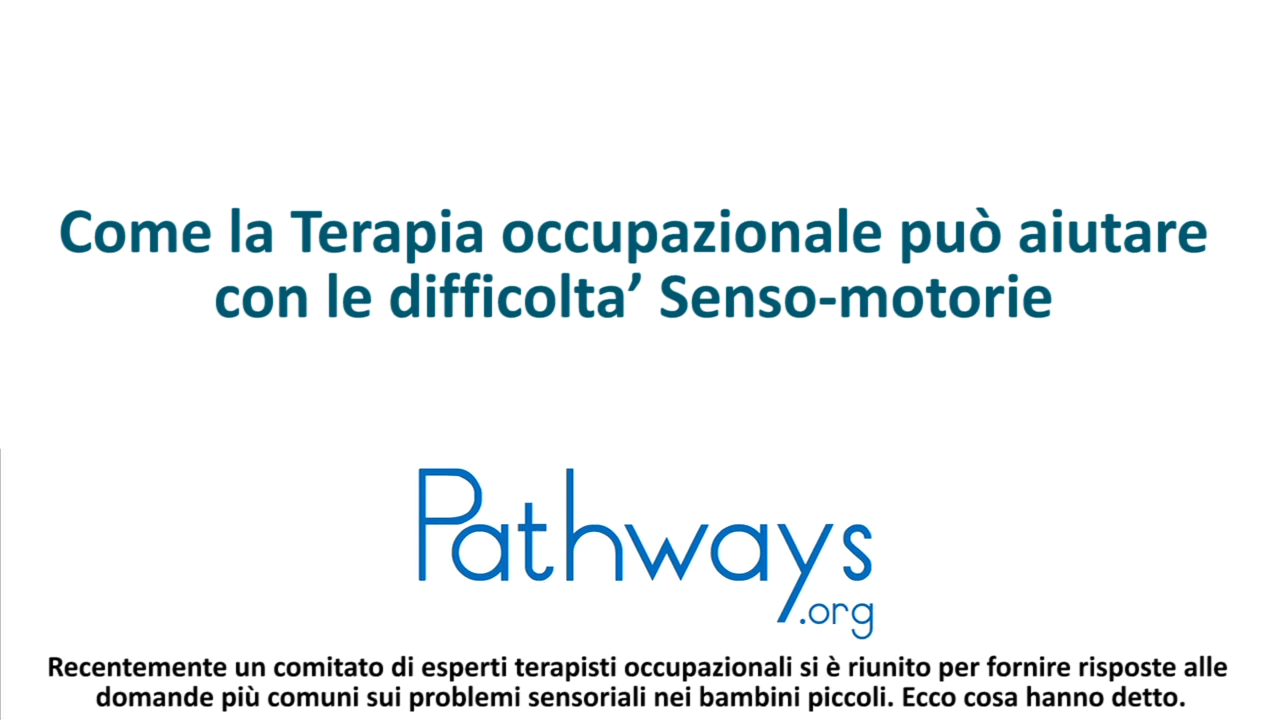 Come la Terapia occupazionale può aiutare
con le difficolta’ Senso-motorie
Pathways
.org
Recentemente un comitato di esperti terapisti occupazionali si è riunito per fornire risposte alle
domande più comuni sui problemi sensoriali nei bambini piccoli. Ecco cosa hanno detto.